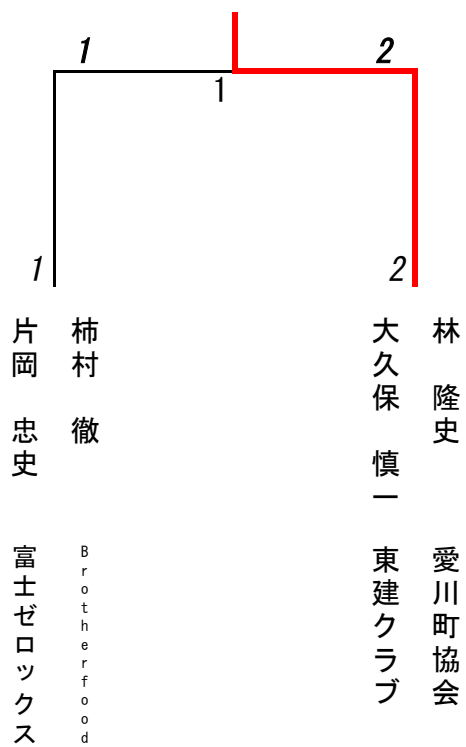 1
2
1
1
2
片岡 忠史 富士ゼロックス
柿村 徹 Brotherfood
大久保 慎一 東建クラブ
林 隆史 愛川町協会